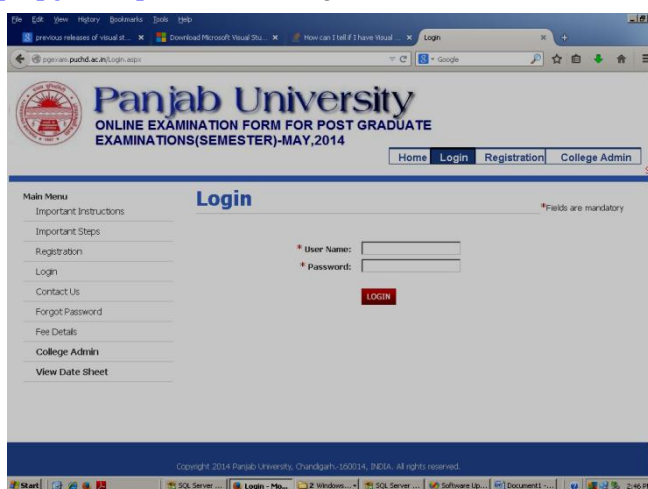 File Edit View History Bookmarks Tools Help
previous releases of visual st... × Download Microsoft Visual Stu... × How can I tell if I have Visual ... × Login × +
pgexam.puchd.ac.in/Login.aspx Google
Panjab University
ONLINE EXAMINATION FORM FOR POST GRADUATE
EXAMINATIONS(SEMESTER)-MAY,2014
Home Login Registration College Admin
Main Menu
Important Instructions
Important Steps
Registration
Login
Contact Us
Forgot Password
Fee Details
College Admin
View Date Sheet
Login
*Fields are mandatory
* User Name:
* Password:
LOGIN
Copyright 2014 Panjab University, Chandigarh.-160014, INDIA. All rights reserved.
Start SQL Server ... Login - Mo... 2 Windows... SQL Server ... Software Up... Document1 -... 2:46 PM